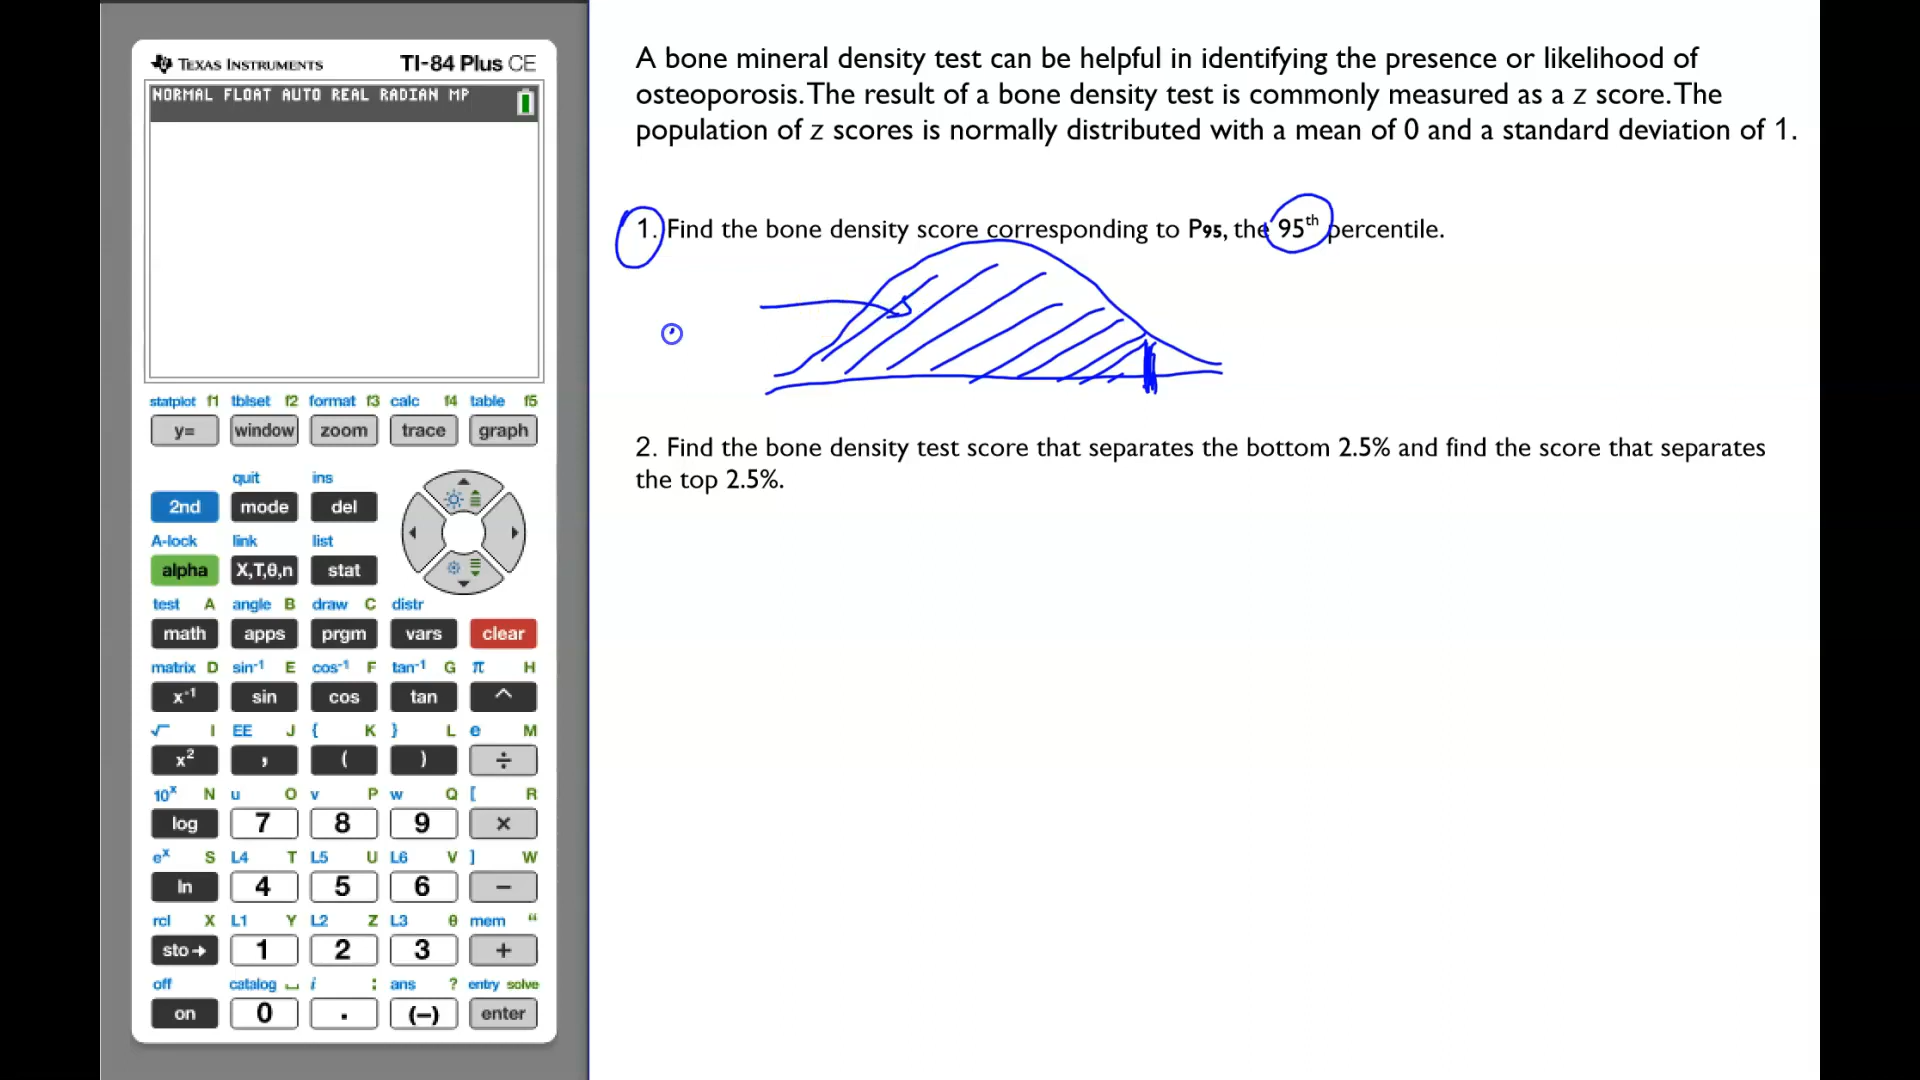 TEXAS INSTRUMENTS TI-84 Plus CE
NORMAL FLOAT AUTO REAL RADIAN MP
statplot f1 tblset f2 format f3 calc f4 table f5
y= window zoom trace graph
quit ins
2nd mode del
A-lock link list
alpha X,T,θ,n stat
test A angle B draw C distr
math apps prgm vars clear
matrix D sin-1 E cos-1 F tan-1 G π H
x-1 sin cos tan ^
√ I EE J { K } L e M
x² , ( ) ÷
10x N u O v P w Q [ R
log 7 8 9 ×
ex S L4 T L5 U L6 V ] W
ln 4 5 6 −
rcl X L1 Y L2 Z L3 θ mem "
sto→ 1 2 3 +
off catalog ⎵ i : ans ? entry solve
on 0 . (−) enter
A bone mineral density test can be helpful in identifying the presence or likelihood of
osteoporosis. The result of a bone density test is commonly measured as a z score. The
population of z scores is normally distributed with a mean of 0 and a standard deviation of 1.
1. Find the bone density score corresponding to P95, the 95th percentile.
2. Find the bone density test score that separates the bottom 2.5% and find the score that separates
the top 2.5%.